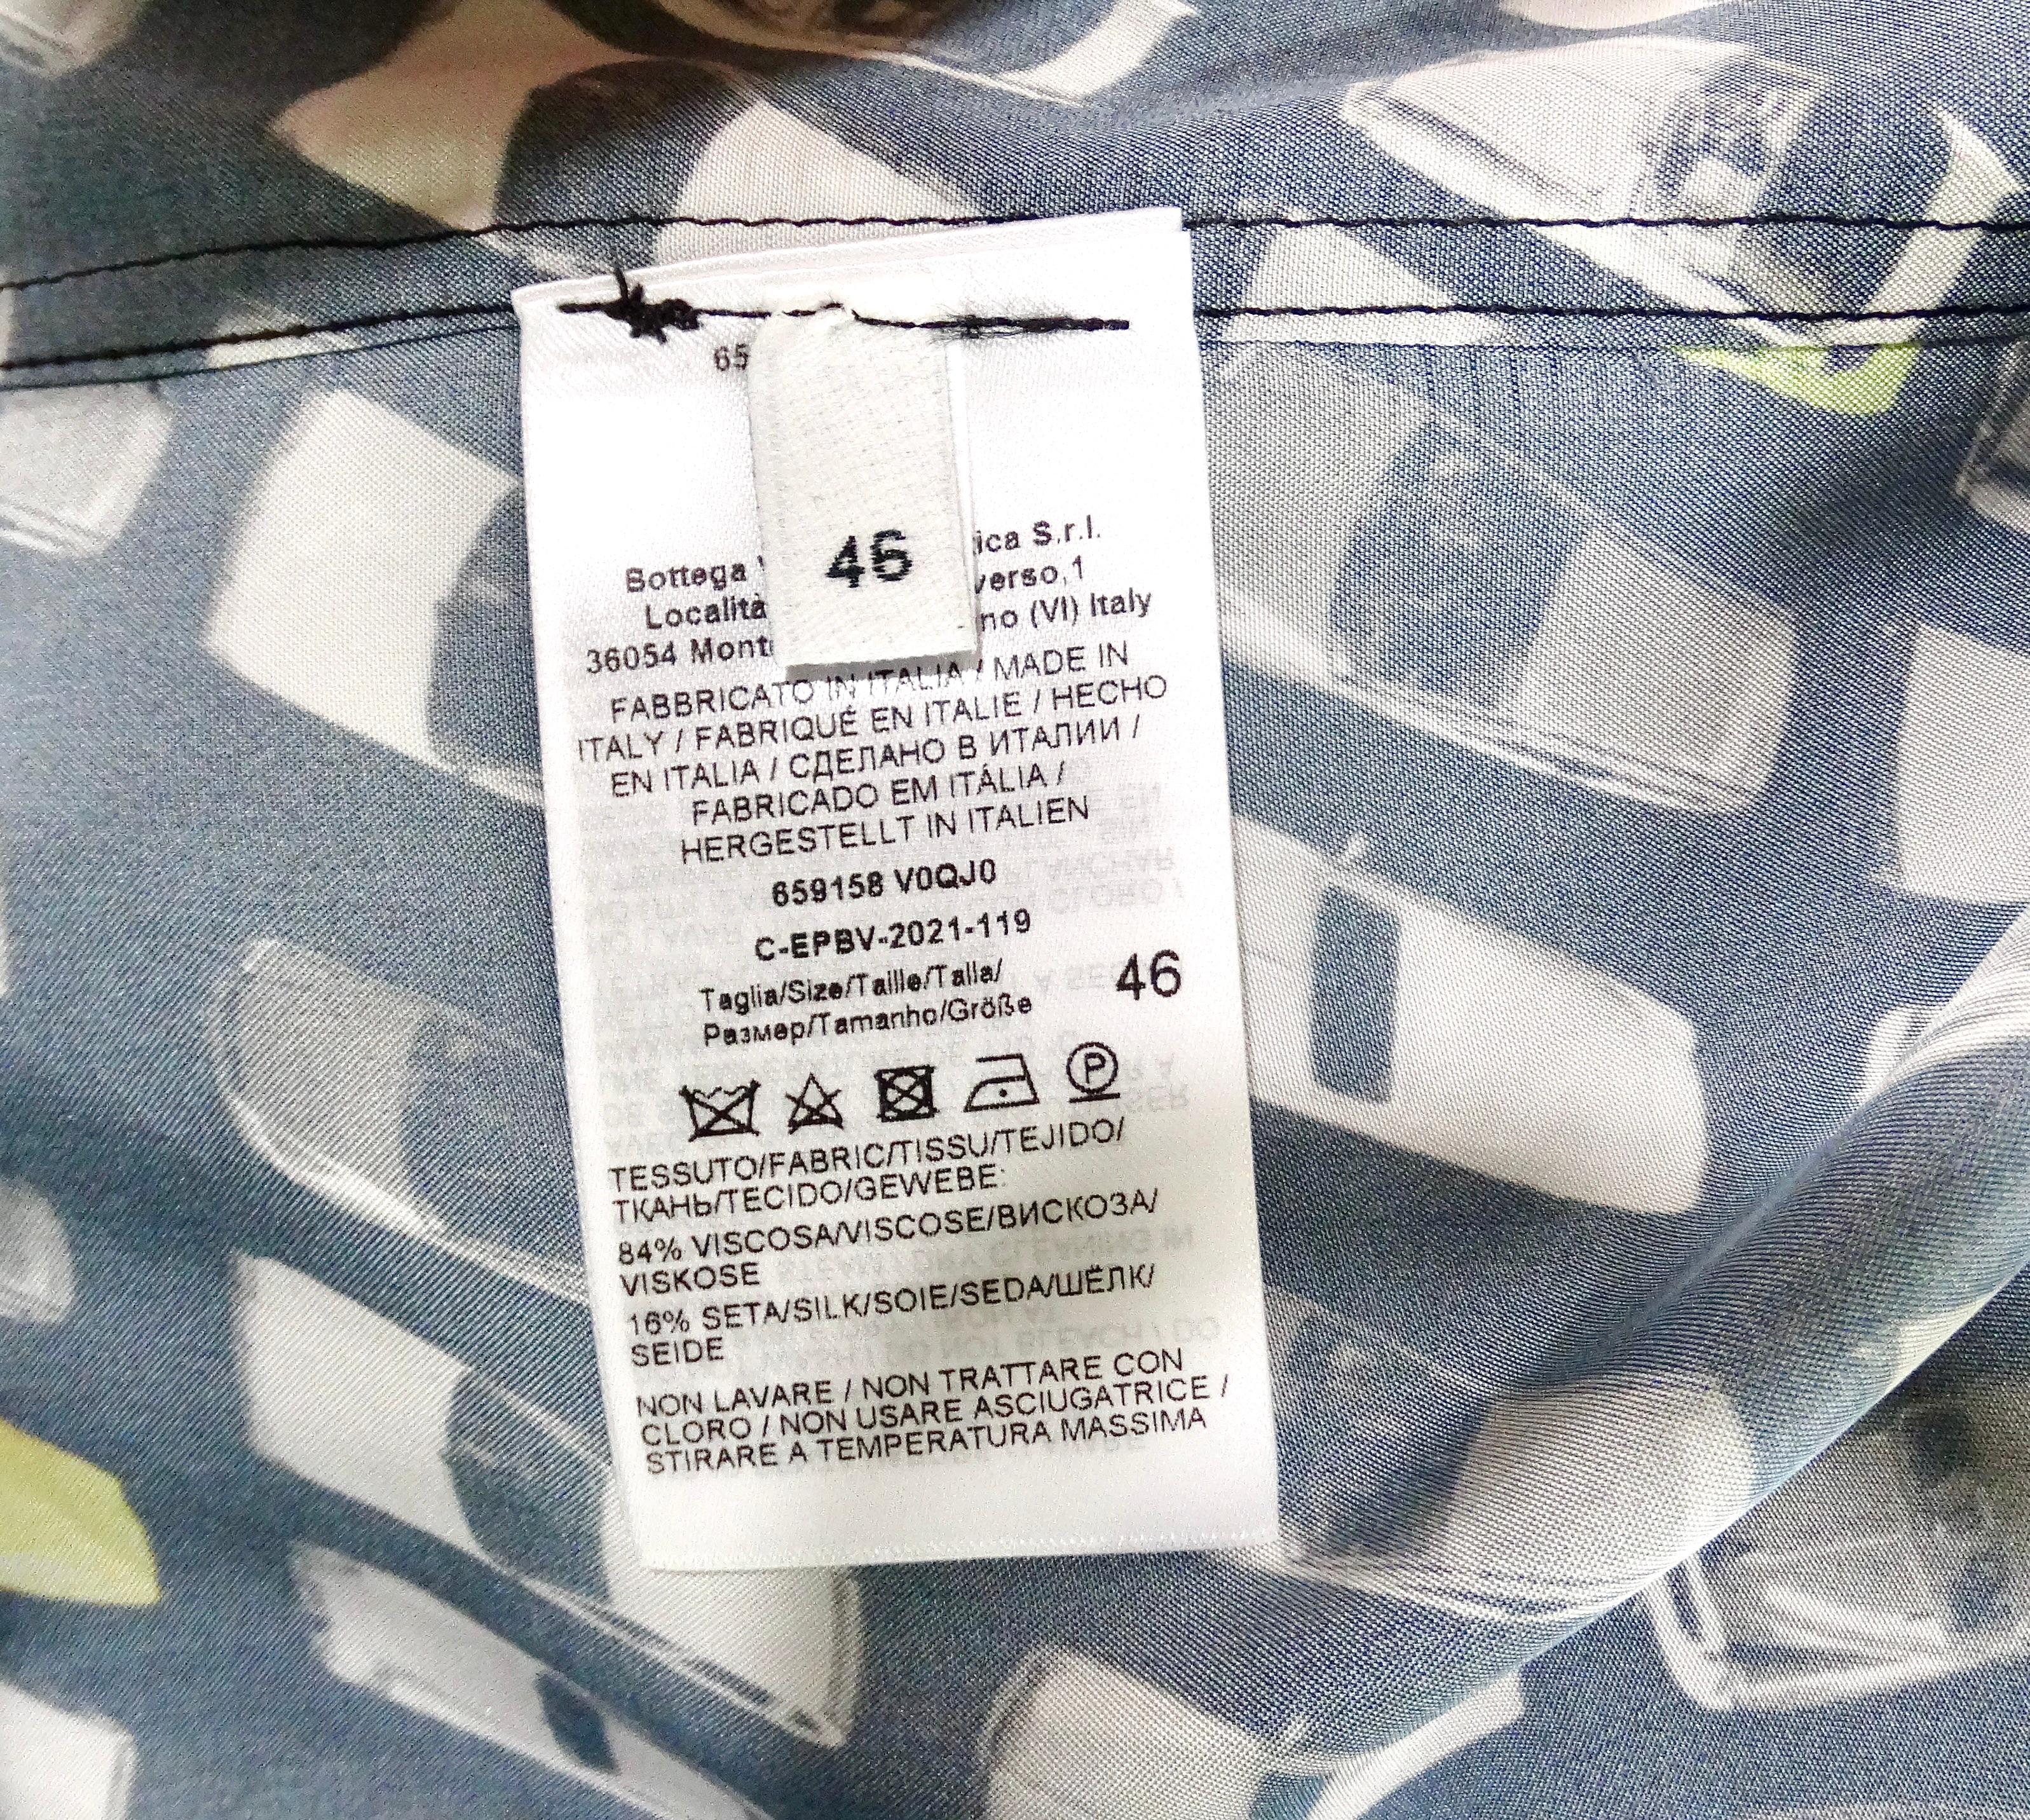 65
46
Bottega ica S.r.l.
Località verso,1
36054 Mont no (VI) Italy
FABBRICATO IN ITALIA / MADE IN
ITALY / FABRIQUÉ EN ITALIE / HECHO
EN ITALIA / СДЕЛАНО В ИТАЛИИ /
FABRICADO EM ITÁLIA /
HERGESTELLT IN ITALIEN
659158 V0QJ0
C-EPBV-2021-119
Taglia/Size/Taille/Talla/
Размер/Tamanho/Größe
46
P
TESSUTO/FABRIC/TISSU/TEJIDO/
ТКАНЬ/TECIDO/GEWEBE:
84% VISCOSA/VISCOSE/ВИСКОЗА/
VISKOSE
16% SETA/SILK/SOIE/SEDA/ШЁЛК/
SEIDE
NON LAVARE / NON TRATTARE CON
CLORO / NON USARE ASCIUGATRICE /
STIRARE A TEMPERATURA MASSIMA